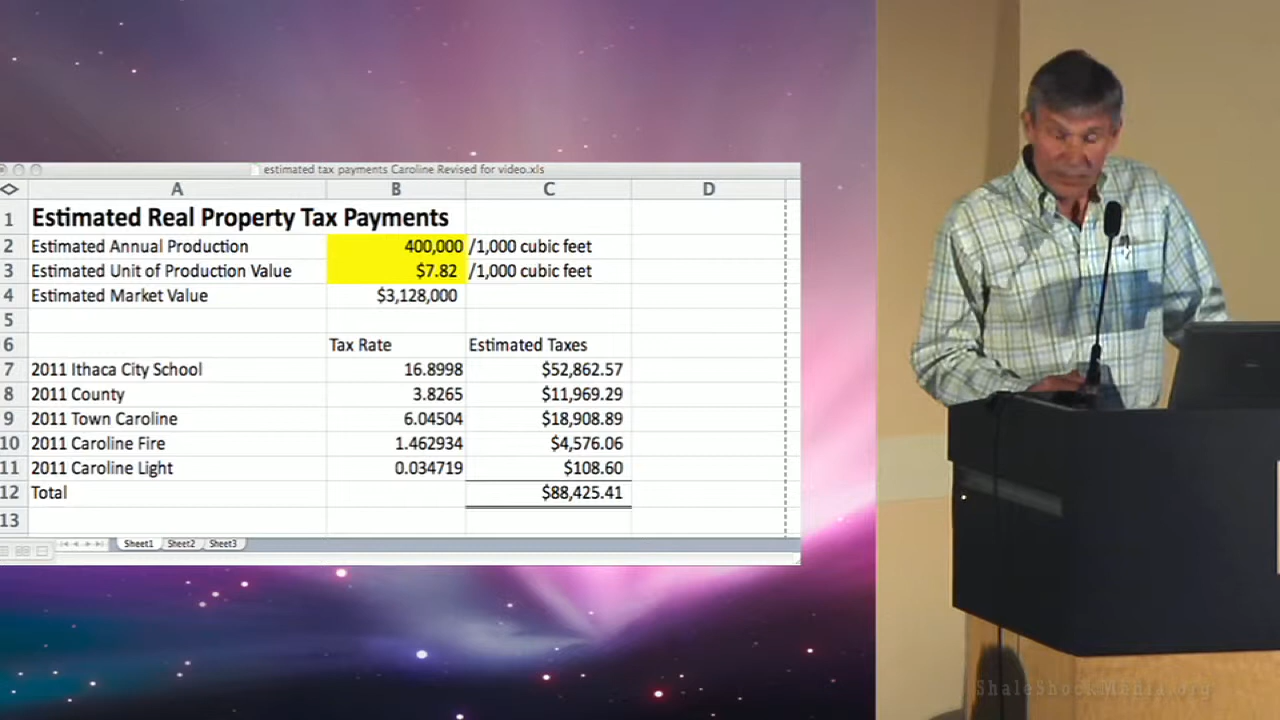 estimated tax payments Caroline Revised for video.xls
A B C D
1 Estimated Real Property Tax Payments
2 Estimated Annual Production 400,000 /1,000 cubic feet
3 Estimated Unit of Production Value $7.82 /1,000 cubic feet
4 Estimated Market Value $3,128,000
5
6 Tax Rate Estimated Taxes
7 2011 Ithaca City School 16.8998 $52,862.57
8 2011 County 3.8265 $11,969.29
9 2011 Town Caroline 6.04504 $18,908.89
10 2011 Caroline Fire 1.462934 $4,576.06
11 2011 Caroline Light 0.034719 $108.60
12 Total $88,425.41
13
Sheet1 Sheet2 Sheet3
ShaleShockMedia.org